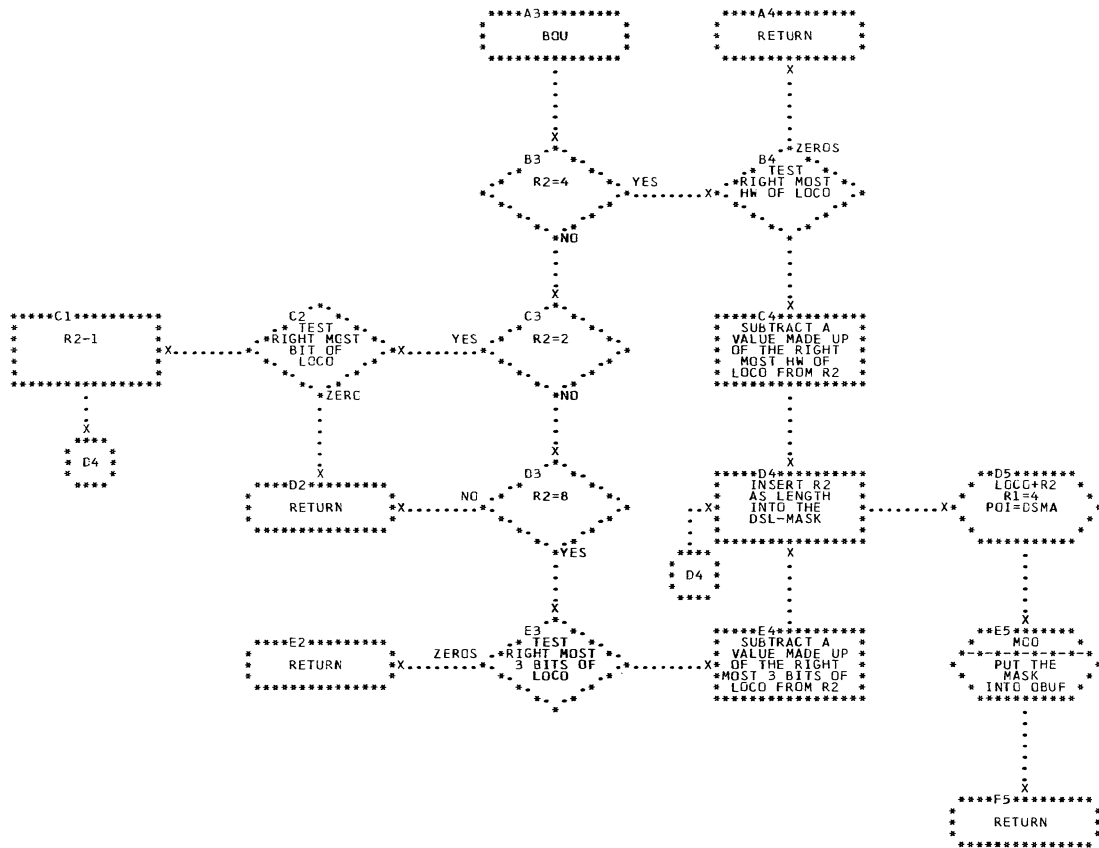 A3
BOU
A4
RETURN
B3
R2=4
YES
NO
B4
ZEROS
TEST
RIGHT MOST
HW OF LOCO
C1
R2-1
D4
C2
TEST
RIGHT MOST
BIT OF
LOCO
ZERC
YES
C3
R2=2
NO
C4
SUBTRACT A
VALUE MADE UP
OF THE RIGHT
MOST HW OF
LOCO FROM R2
D2
RETURN
NO
D3
R2=8
YES
D4
D4
INSERT R2
AS LENGTH
INTO THE
DSL-MASK
D5
LOCO+R2
R1=4
POI=DSMA
E2
RETURN
ZEROS
E3
TEST
RIGHT MOST
3 BITS OF
LOCO
E4
SUBTRACT A
VALUE MADE UP
OF THE RIGHT
MOST 3 BITS OF
LOCO FROM R2
E5
MOO
PUT THE
MASK
INTO OBUF
F5
RETURN